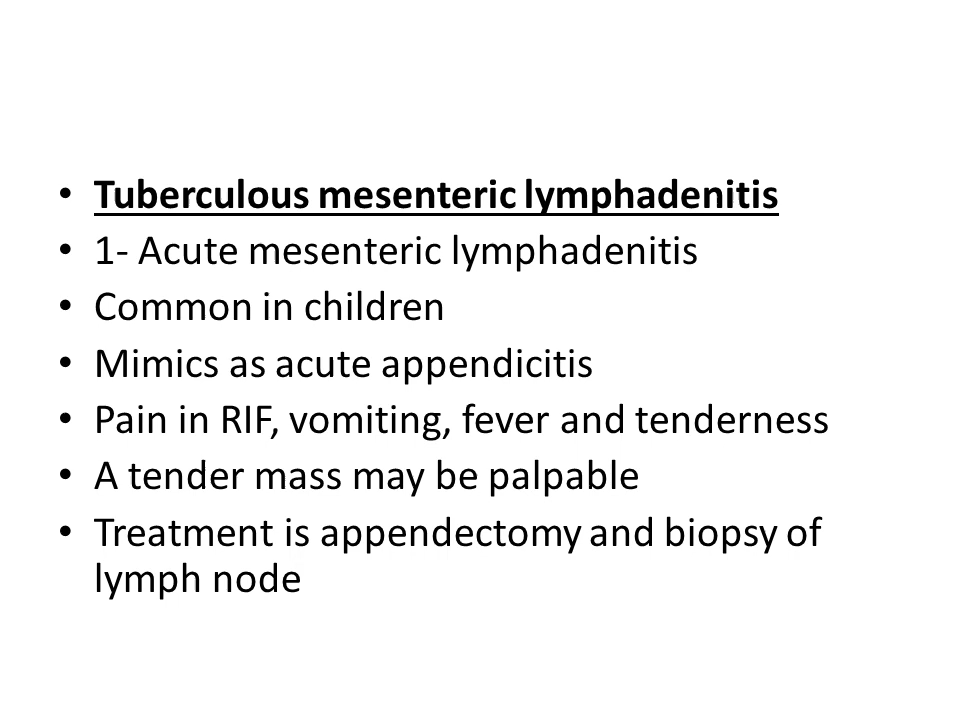 • Tuberculous mesenteric lymphadenitis
• 1- Acute mesenteric lymphadenitis
• Common in children
• Mimics as acute appendicitis
• Pain in RIF, vomiting, fever and tenderness
• A tender mass may be palpable
• Treatment is appendectomy and biopsy of
lymph node